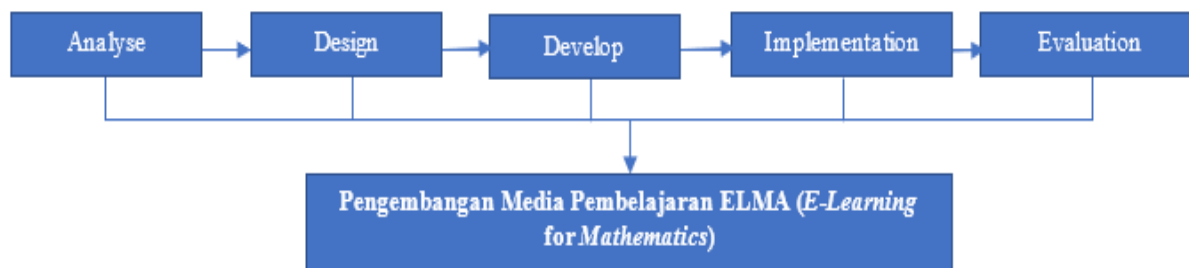 Analyse
Design
Develop
Implementation
Evaluation
Pengembangan Media Pembelajaran ELMA (E-Learning
for Mathematics)